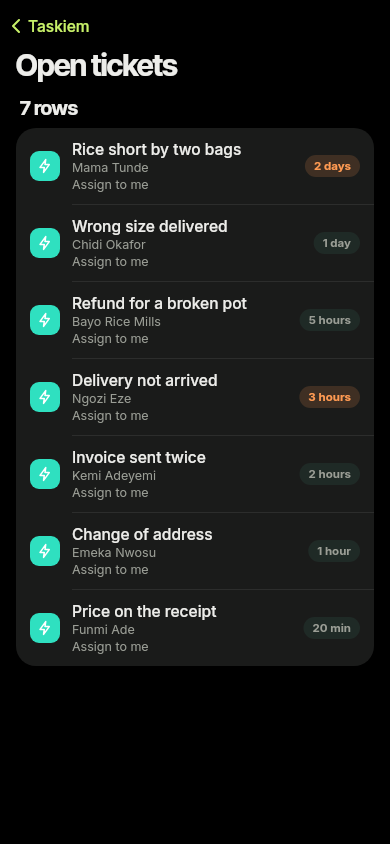 Taskiem
Open tickets
7 rows
Rice short by two bags
Mama Tunde
Assign to me
2 days
Wrong size delivered
Chidi Okafor
Assign to me
1 day
Refund for a broken pot
Bayo Rice Mills
Assign to me
5 hours
Delivery not arrived
Ngozi Eze
Assign to me
3 hours
Invoice sent twice
Kemi Adeyemi
Assign to me
2 hours
Change of address
Emeka Nwosu
Assign to me
1 hour
Price on the receipt
Funmi Ade
Assign to me
20 min